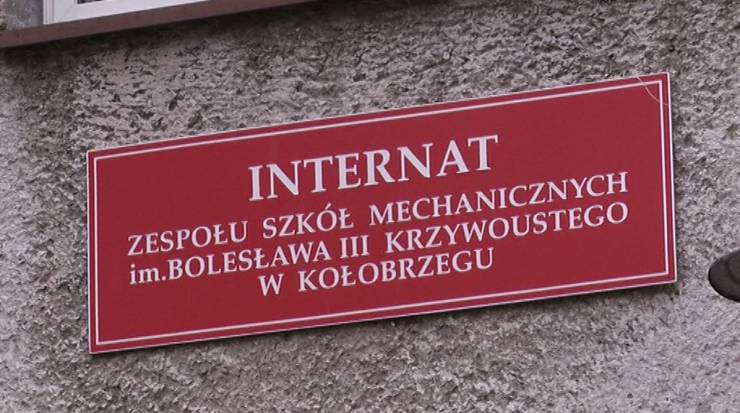 INTERNAT
ZESPOŁU SZKÓŁ MECHANICZNYCH
im.BOLESŁAWA III KRZYWOUSTEGO
W KOŁOBRZEGU